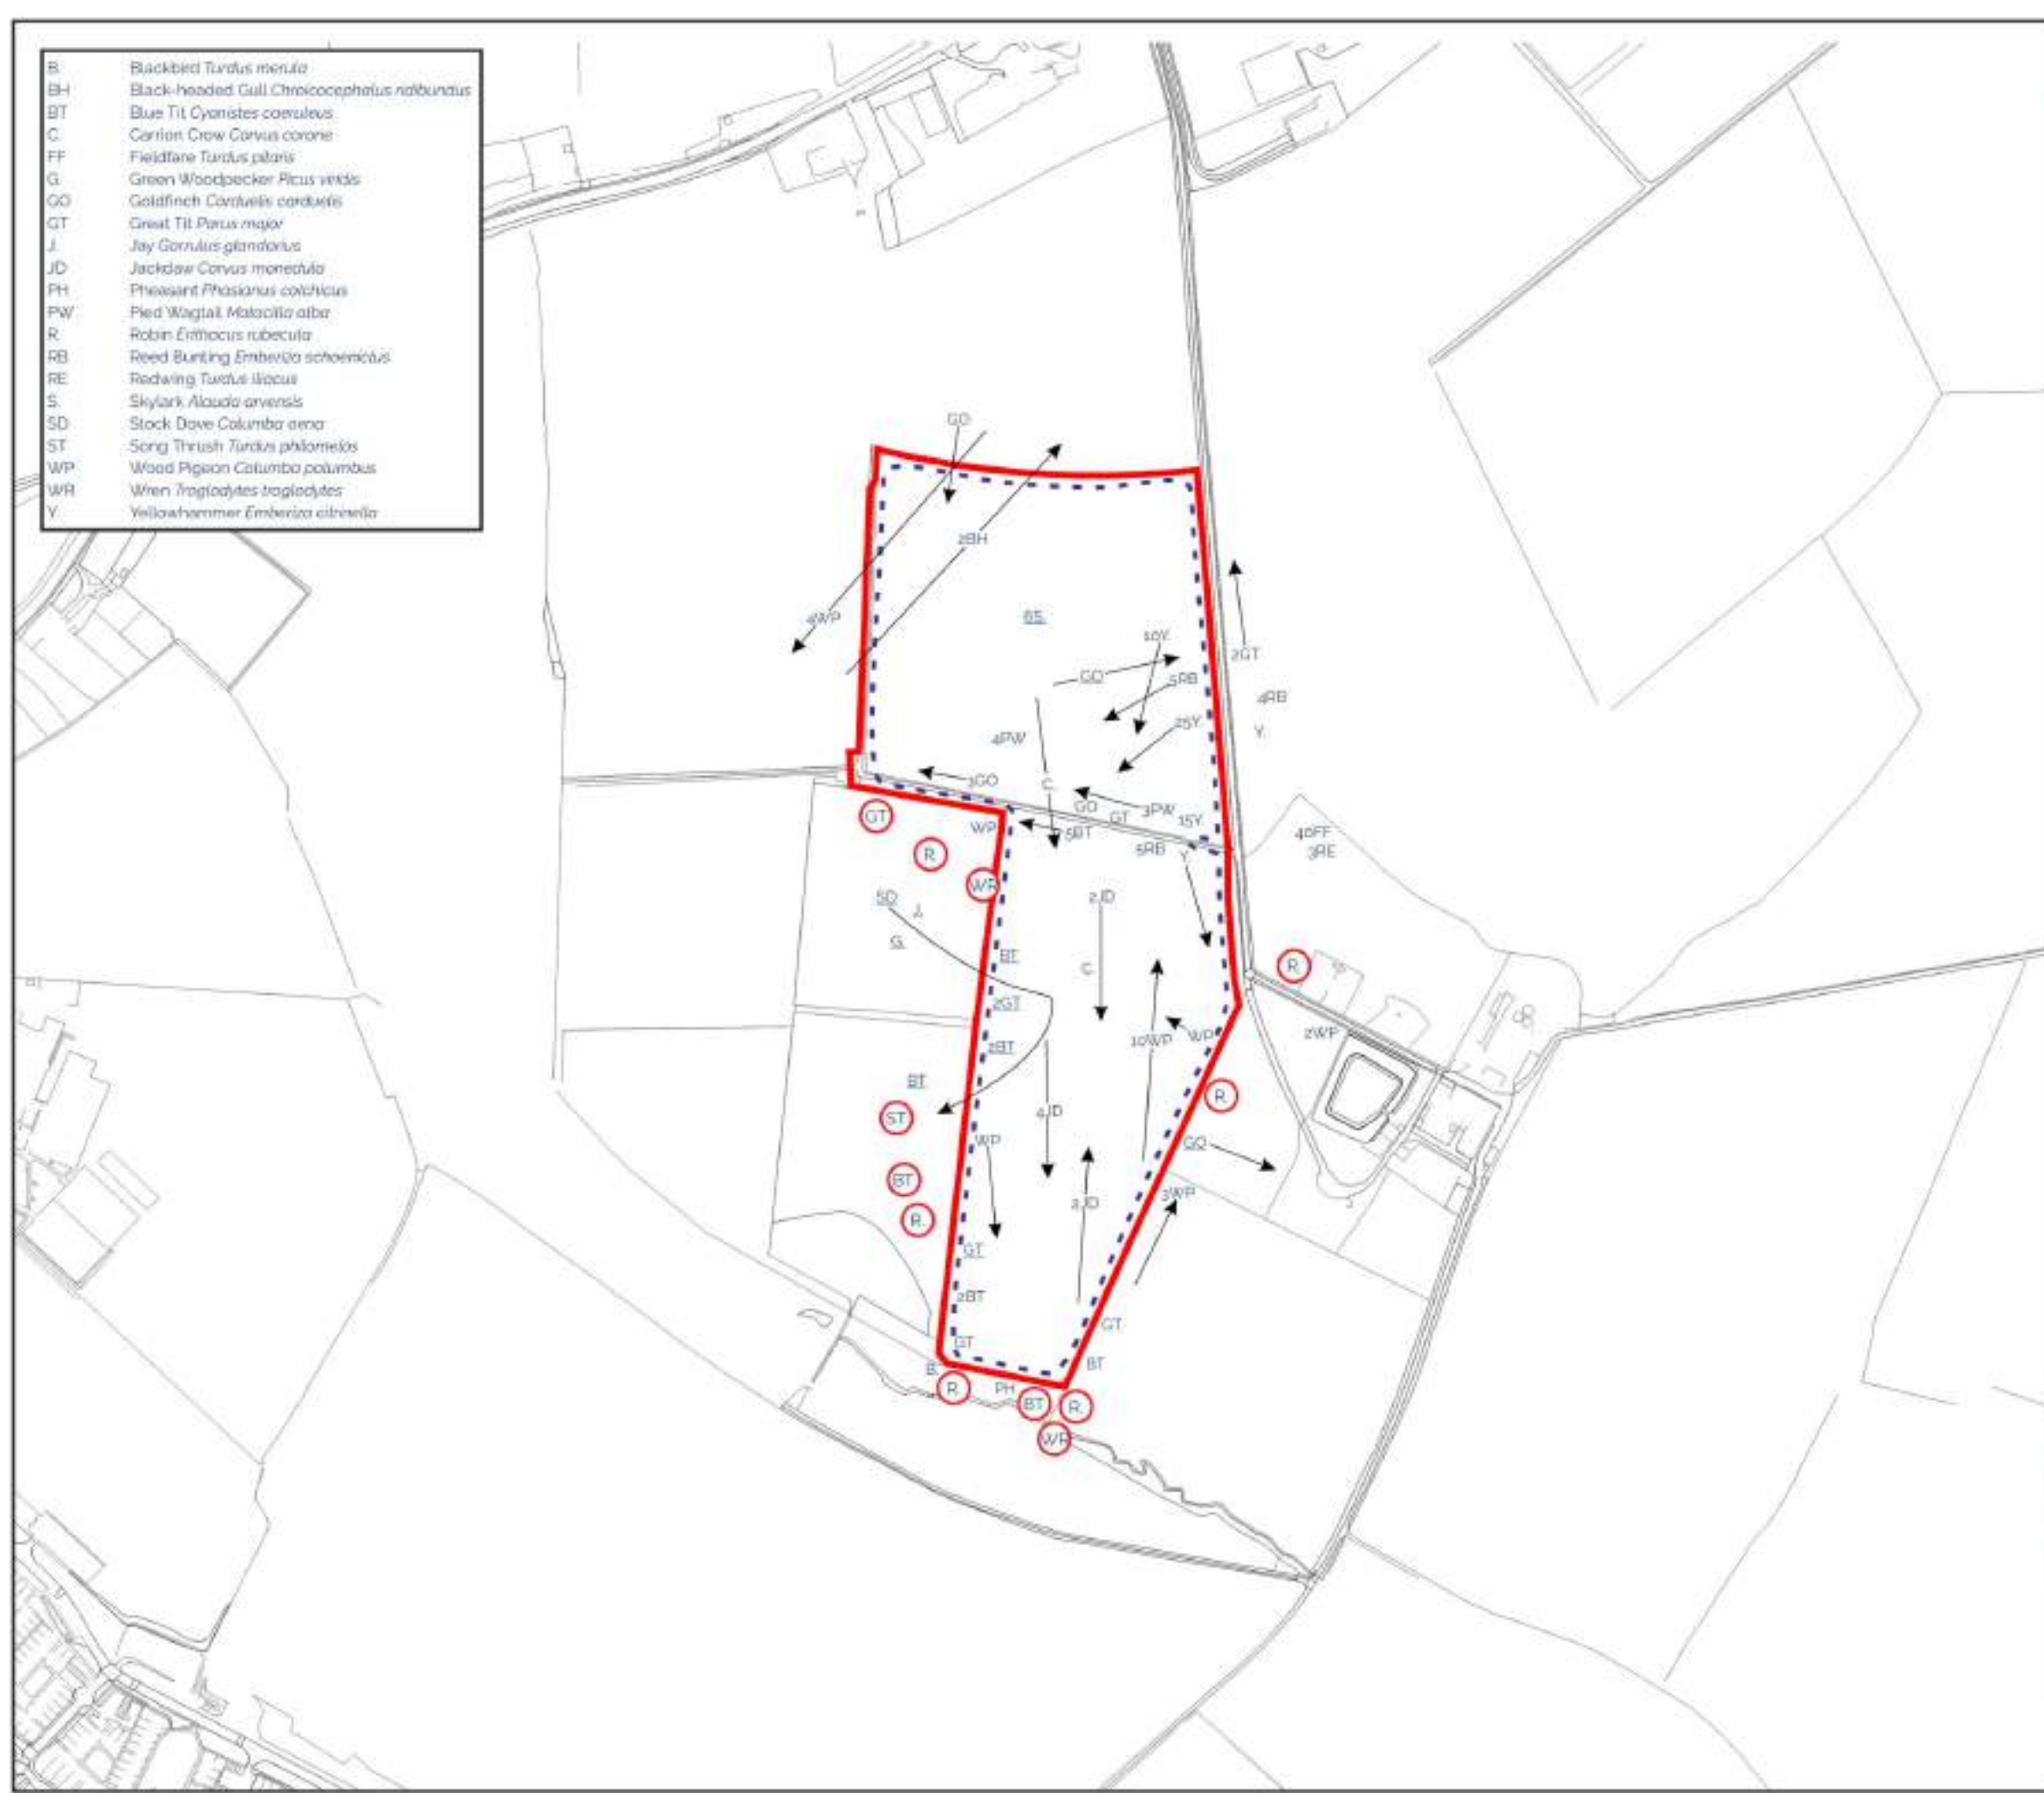 B. Blackbird Turdus merula
BH Black-headed Gull Chroicocephalus ridibundus
BT Blue Tit Cyanistes caeruleus
C. Carrion Crow Corvus corone
FF Fieldfare Turdus pilaris
G. Green Woodpecker Picus viridis
GO Goldfinch Carduelis carduelis
GT Great Tit Parus major
J. Jay Garrulus glandarius
JD Jackdaw Corvus monedula
PH Pheasant Phasianus colchicus
PW Pied Wagtail Motacilla alba
R. Robin Erithacus rubecula
RB Reed Bunting Emberiza schoeniclus
RE Redwing Turdus iliacus
S. Skylark Alauda arvensis
SD Stock Dove Columba oena
ST Song Thrush Turdus philomelos
WP Wood Pigeon Columba palumbus
WR Wren Troglodytes troglodytes
Y. Yellowhammer Emberiza citrinella
GO
2BH
4WP
6S.
10Y.
2GT
GO
5RB
4RB
25Y.
Y.
4PW
3GO
C.
GO
3PW
GT
GT
15Y.
WP
5BT
40FF
5RB
Y.
3RE
R.
WR
SD
J.
2JD
G.
BT
C.
R.
2GT
2WP
WP
10WP
2BT
BT
R.
ST
4JD
WP
GO
BT
3WP
2JD
R.
GT
2BT
GT
GT
BT
B.
R.
PH
BT
R.
WR